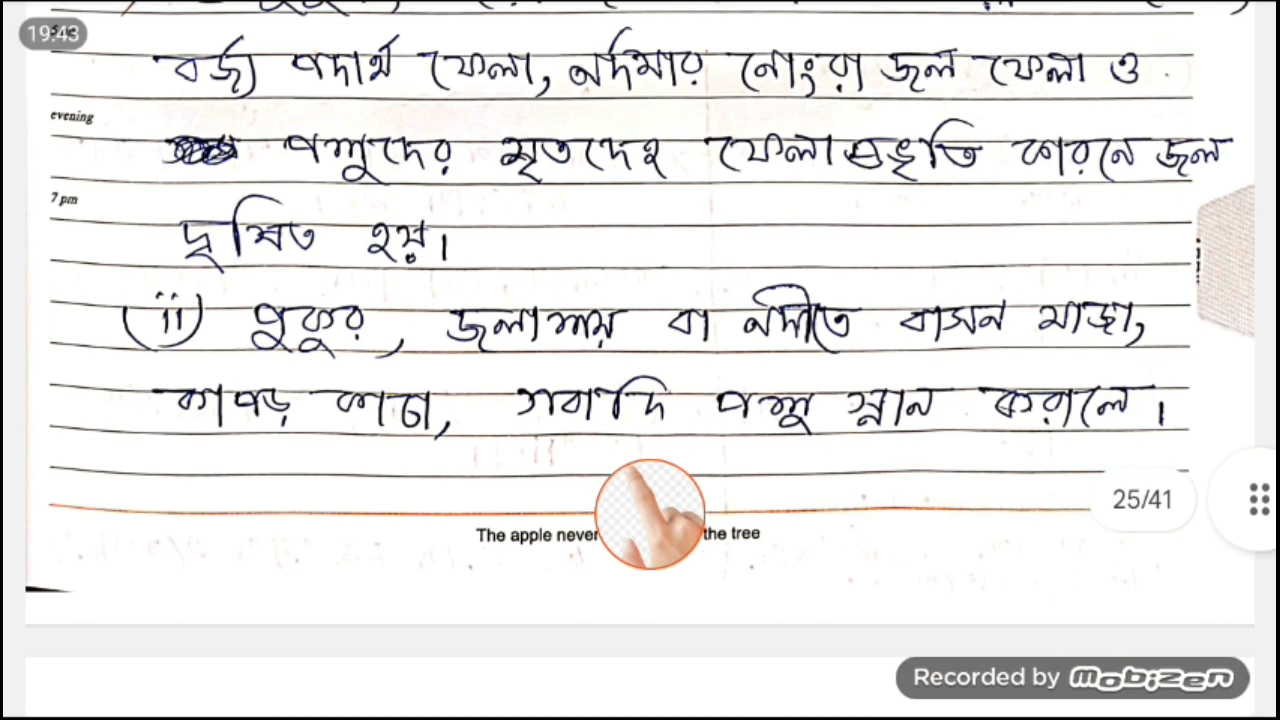 19:43
বর্জ্য পদার্থ ফেলা, নর্দমার নোংরা জল ফেলা ও
evening
পশুদের মৃতদেহ ফেলা প্রভৃতি কারনে জল
7 pm
দূষিত হয়।
(ii) পুকুর, জলাশয় বা নদীতে বাসন মাজা,
কাপড় কাচা, গবাদি পশু স্নান করালে।
25/41
The apple never the tree
Recorded by Mobizen